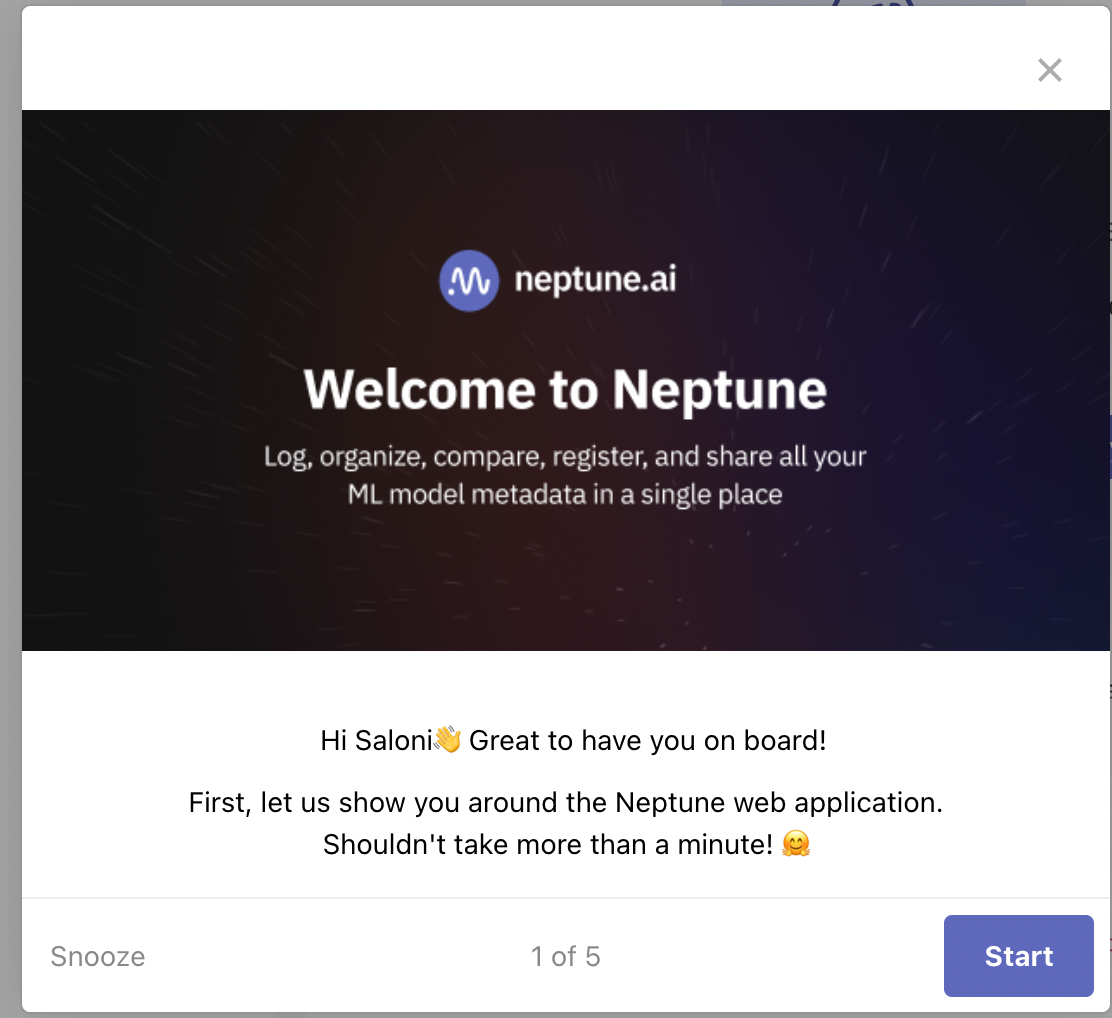 neptune.ai
Welcome to Neptune
Log, organize, compare, register, and share all your
ML model metadata in a single place
Hi Saloni👋 Great to have you on board!
First, let us show you around the Neptune web application.
Shouldn't take more than a minute! 🤗
Snooze
1 of 5
Start